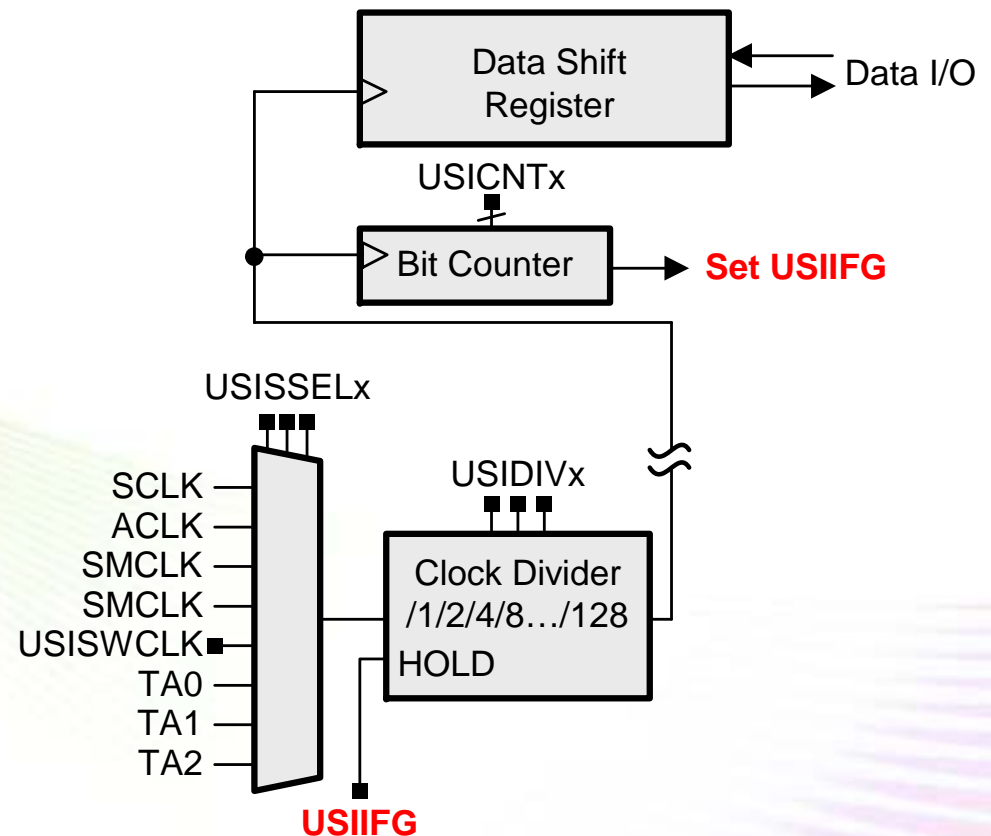 Data Shift
Register
Data I/O
USICNTx
Bit Counter
Set USIIFG
USISSELx
SCLK
ACLK
SMCLK
SMCLK
USISWCLK
TA0
TA1
TA2
USIDIVx
Clock Divider
/1/2/4/8…/128
HOLD
USIIFG